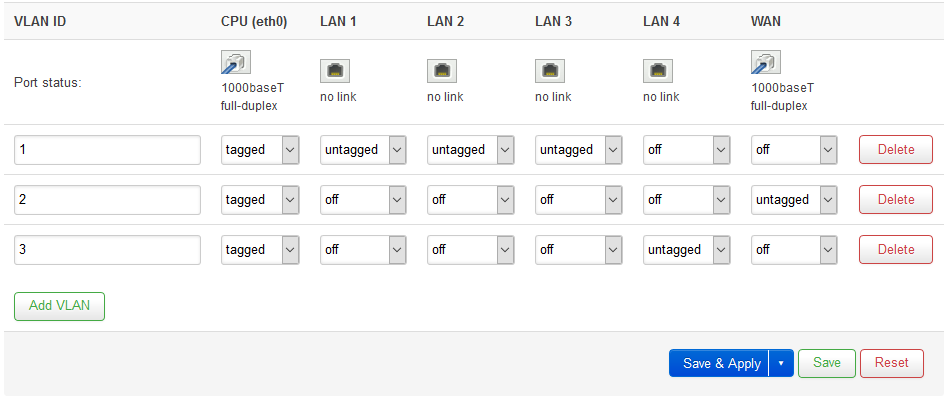 VLAN ID CPU (eth0) LAN 1 LAN 2 LAN 3 LAN 4 WAN
Port status: 1000baseT full-duplex no link no link no link no link 1000baseT full-duplex
1 tagged untagged untagged untagged off off Delete
2 tagged off off off off untagged Delete
3 tagged off off off untagged off Delete
Add VLAN
Save & Apply Save Reset